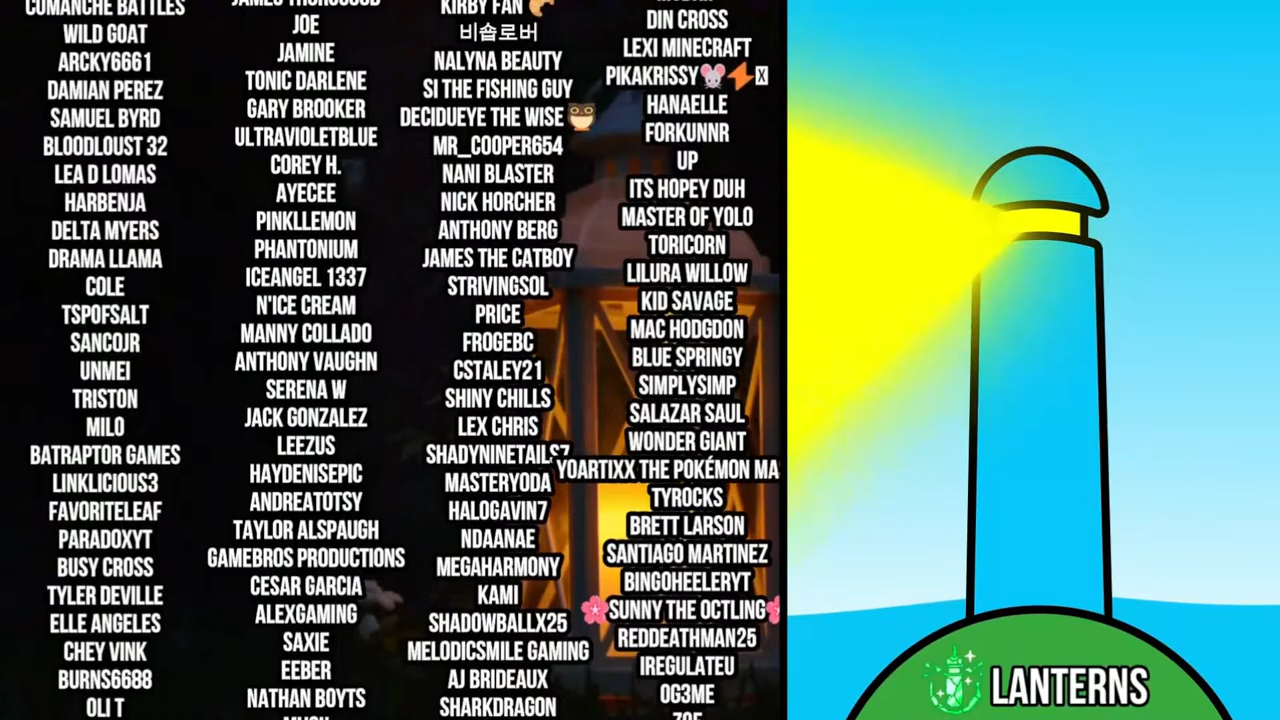 COMANCHE BATTLES
WILD GOAT
ARCKY6661
DAMIAN PEREZ
SAMUEL BYRD
BLOODLOUST 32
LEA D LOMAS
HARBENJA
DELTA MYERS
DRAMA LLAMA
COLE
TSPOFSALT
SANCOJR
UNMEI
TRISTON
MILO
BATRAPTOR GAMES
LINKLICIOUS3
FAVORITELEAF
PARADOXYT
BUSY CROSS
TYLER DEVILLE
ELLE ANGELES
CHEY VINK
BURNS6688
OLI T
JOE
JAMINE
TONIC DARLENE
GARY BROOKER
ULTRAVIOLETBLUE
COREY H.
AYECEE
PINKLLEMON
PHANTONIUM
ICEANGEL 1337
N'ICE CREAM
MANNY COLLADO
ANTHONY VAUGHN
SERENA W
JACK GONZALEZ
LEEZUS
HAYDENISEPIC
ANDREATOTSY
TAYLOR ALSPAUGH
GAMEBROS PRODUCTIONS
CESAR GARCIA
ALEXGAMING
SAXIE
EEBER
NATHAN BOYTS
KIRBY FAN
비숍로버
NALYNA BEAUTY
SI THE FISHING GUY
DECIDUEYE THE WISE
MR_COOPER654
NANI BLASTER
NICK HORCHER
ANTHONY BERG
JAMES THE CATBOY
STRIVINGSOL
PRICE
FROGEBC
CSTALEY21
SHINY CHILLS
LEX CHRIS
SHADYNINETAILS7
MASTERYODA
HALOGAVIN7
NDAANAE
MEGAHARMONY
KAMI
SHADOWBALLX25
MELODICSMILE GAMING
AJ BRIDEAUX
SHARKDRAGON
DIN CROSS
LEXI MINECRAFT
PIKAKRISSY🐭⚡
HANAELLE
FORKUNNR
UP
ITS HOPEY DUH
MASTER OF YOLO
TORICORN
LILURA WILLOW
KID SAVAGE
MAC HODGDON
BLUE SPRINGY
SIMPLYSIMP
SALAZAR SAUL
WONDER GIANT
YOARTIXX THE POKÉMON MA
TYROCKS
BRETT LARSON
SANTIAGO MARTINEZ
BINGOHEELERYT
🌸SUNNY THE OCTLING🌸
REDDEATHMAN25
IREGULATEU
OG3ME
LANTERNS